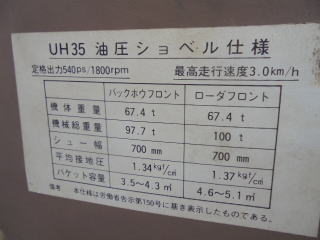 UH35 油圧ショベル仕様
定格出力540ps/1800rpm 最高走行速度3.0km/h
バックホウフロント ローダフロント
機体重量 67.4 t 67.4 t
機械総重量 97.7 t 100 t
シュー幅 700 mm 700 mm
平均接地圧 1.34kgf/c㎡ 1.37kgf/c㎡
バケット容量 3.5~4.3㎥ 4.6~5.1㎥
備考 本仕様は労働省告示第150号に基き表示したものである。